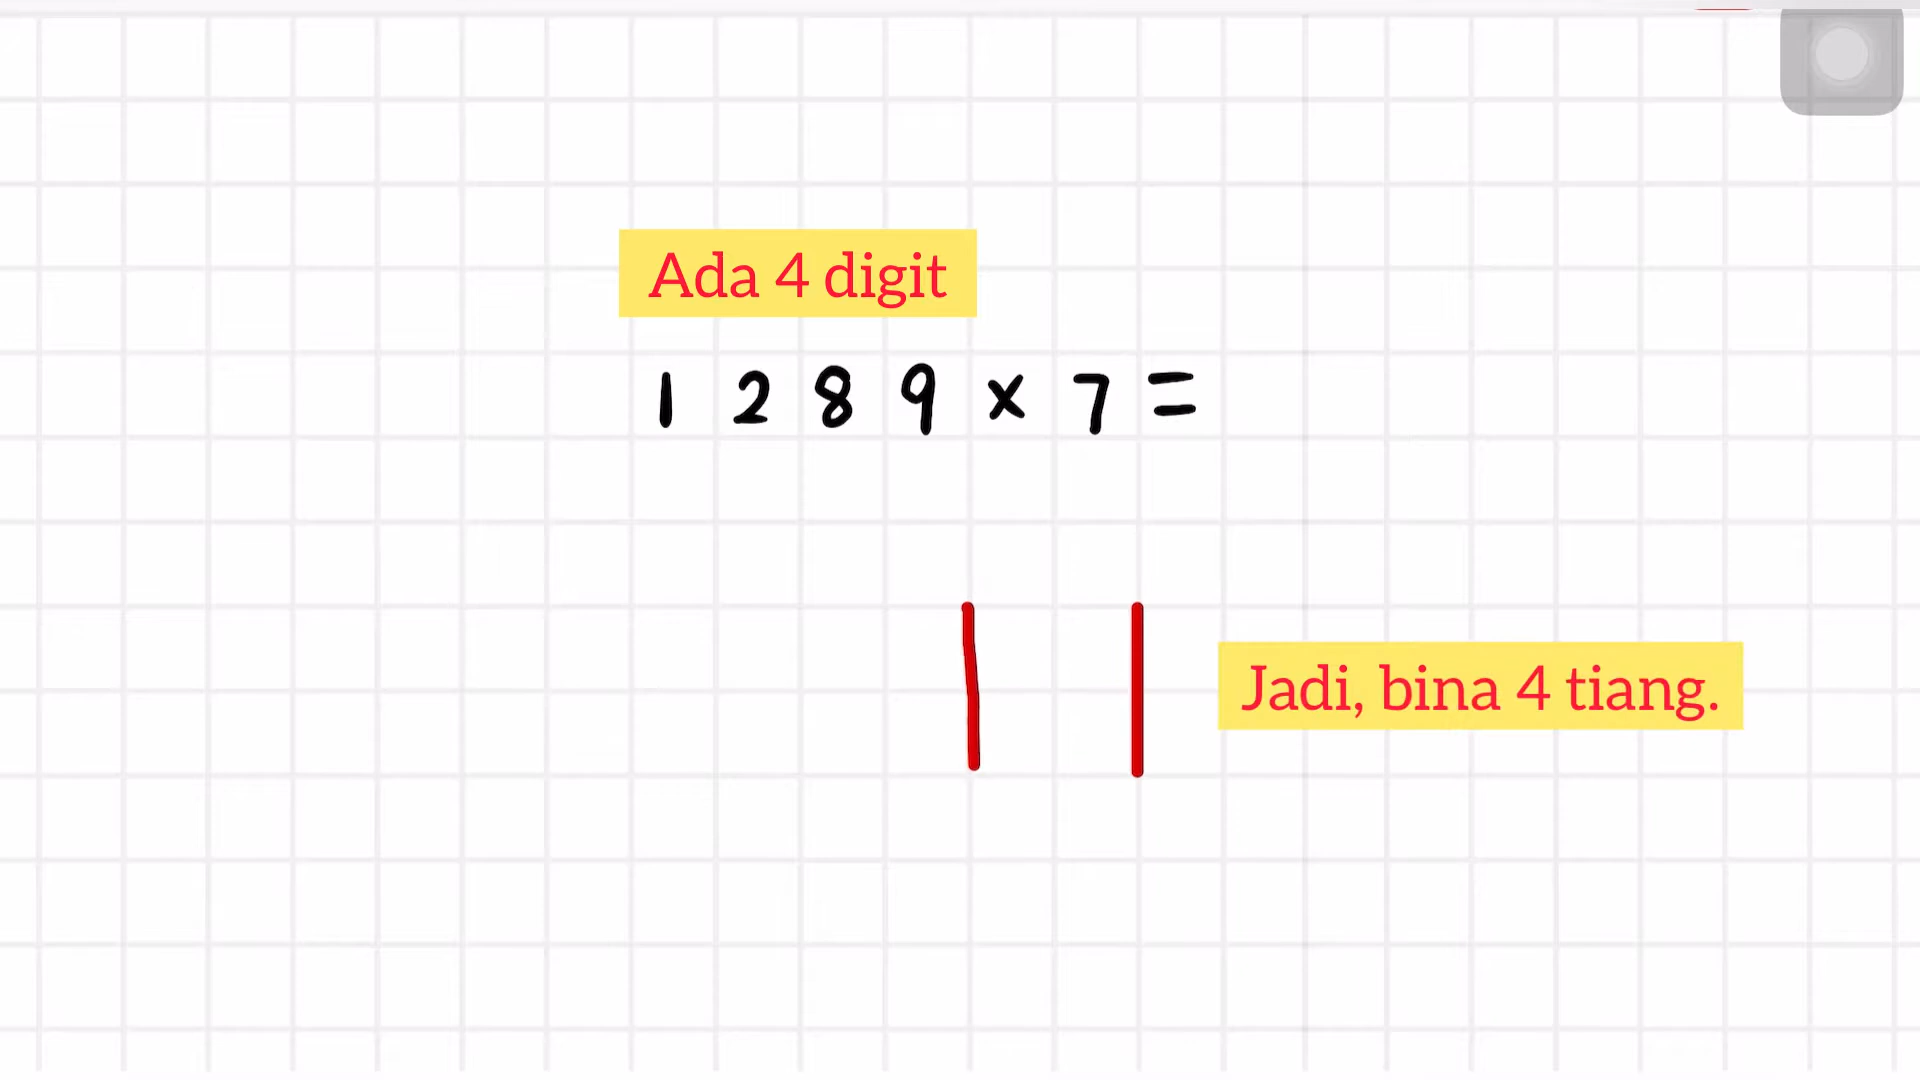 Ada 4 digit
1 2 8 9 x 7 =
Jadi, bina 4 tiang.